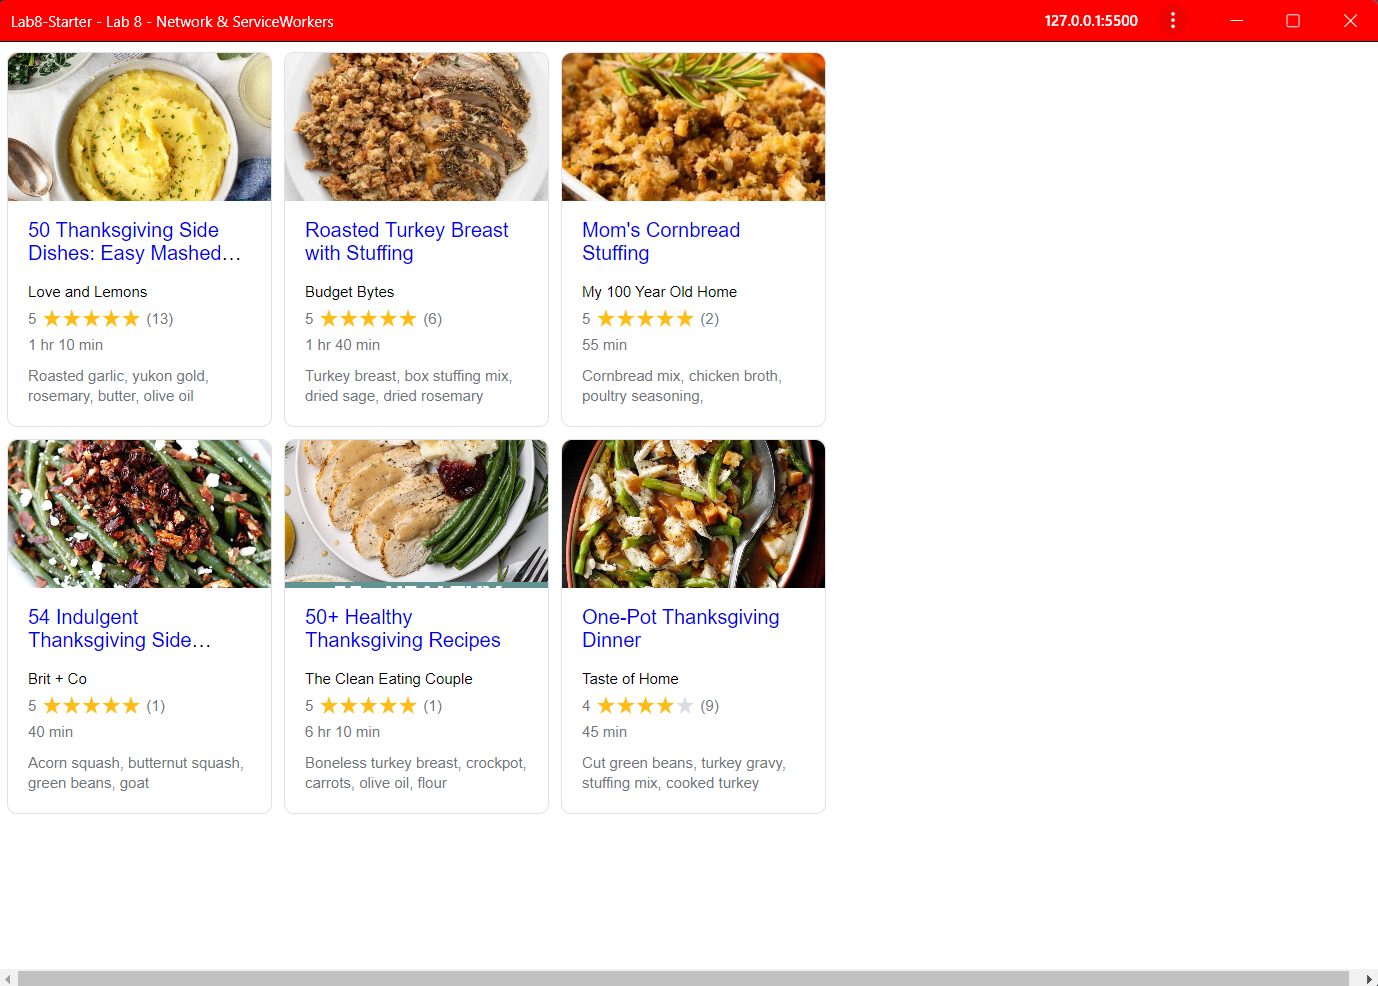 Lab8-Starter - Lab 8 - Network & ServiceWorkers
127.0.0.1:5500
50 Thanksgiving Side
Dishes: Easy Mashed…
Love and Lemons
5 ★★★★★ (13)
1 hr 10 min
Roasted garlic, yukon gold,
rosemary, butter, olive oil
Roasted Turkey Breast
with Stuffing
Budget Bytes
5 ★★★★★ (6)
1 hr 40 min
Turkey breast, box stuffing mix,
dried sage, dried rosemary
Mom's Cornbread
Stuffing
My 100 Year Old Home
5 ★★★★★ (2)
55 min
Cornbread mix, chicken broth,
poultry seasoning,
54 Indulgent
Thanksgiving Side…
Brit + Co
5 ★★★★★ (1)
40 min
Acorn squash, butternut squash,
green beans, goat
50+ Healthy
Thanksgiving Recipes
The Clean Eating Couple
5 ★★★★★ (1)
6 hr 10 min
Boneless turkey breast, crockpot,
carrots, olive oil, flour
One-Pot Thanksgiving
Dinner
Taste of Home
4 ★★★★★ (9)
45 min
Cut green beans, turkey gravy,
stuffing mix, cooked turkey